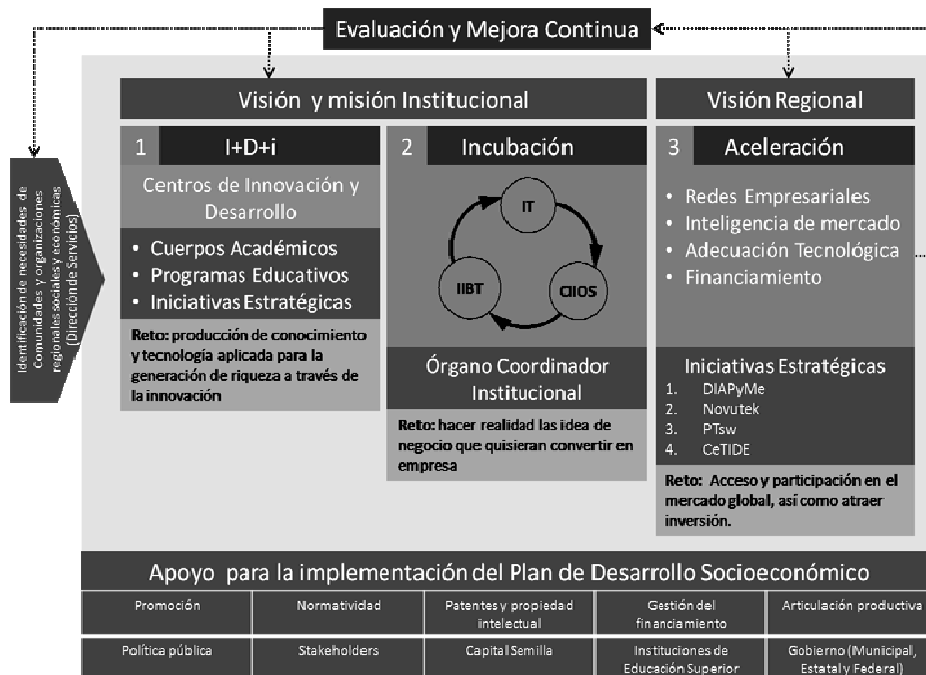 Evaluación y Mejora Continua
Identificación de necesidades de
Comunidades y organizaciones
regionales sociales y económicas
(Dirección de Servicios)
Visión y misión Institucional
Visión Regional
1
I+D+i
Centros de Innovación y
Desarrollo
• Cuerpos Académicos
• Programas Educativos
• Iniciativas Estratégicas
Reto: producción de conocimiento
y tecnología aplicada para la
generación de riqueza a través de
la innovación
2
Incubación
IT
IIBT
CIIOS
Órgano Coordinador
Institucional
Reto: hacer realidad las idea de
negocio que quisieran convertir en
empresa
3
Aceleración
• Redes Empresariales
• Inteligencia de mercado
• Adecuación Tecnológica
• Financiamiento
Iniciativas Estratégicas
1. DIAPyMe
2. Novutek
3. PTsw
4. CeTIDE
Reto: Acceso y participación en el
mercado global, así como atraer
inversión.
Apoyo para la implementación del Plan de Desarrollo Socioeconómico
Promoción
Normatividad
Patentes y propiedad
intelectual
Gestión del
financiamiento
Articulación productiva
Política pública
Stakeholders
Capital Semilla
Instituciones de
Educación Superior
Gobierno (Municipal,
Estatal y Federal)